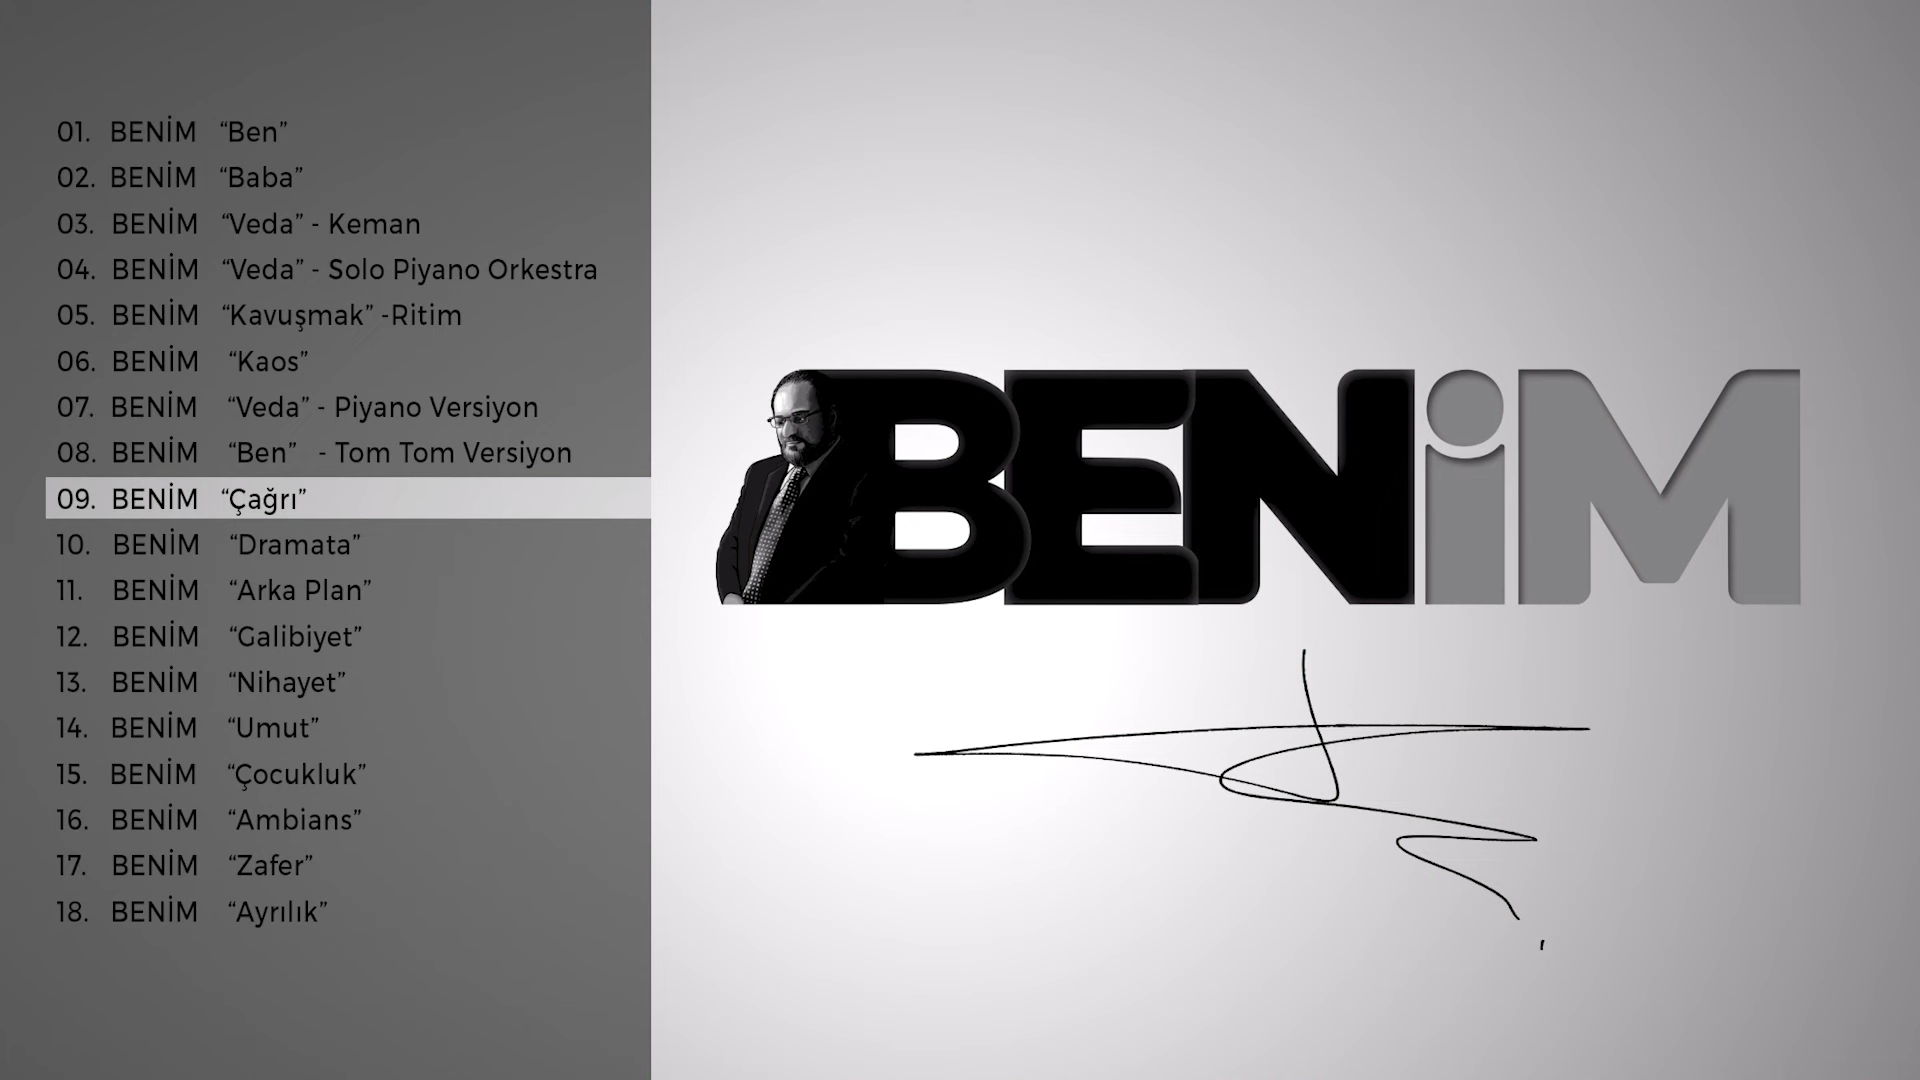 01. BENİM “Ben”
02. BENİM “Baba”
03. BENİM “Veda” - Keman
04. BENİM “Veda” - Solo Piyano Orkestra
05. BENİM “Kavuşmak” -Ritim
06. BENİM “Kaos”
07. BENİM “Veda” - Piyano Versiyon
08. BENİM “Ben” - Tom Tom Versiyon
09. BENİM “Çağrı”
10. BENİM “Dramata”
11. BENİM “Arka Plan”
12. BENİM “Galibiyet”
13. BENİM “Nihayet”
14. BENİM “Umut”
15. BENİM “Çocukluk”
16. BENİM “Ambians”
17. BENİM “Zafer”
18. BENİM “Ayrılık”
BENiM